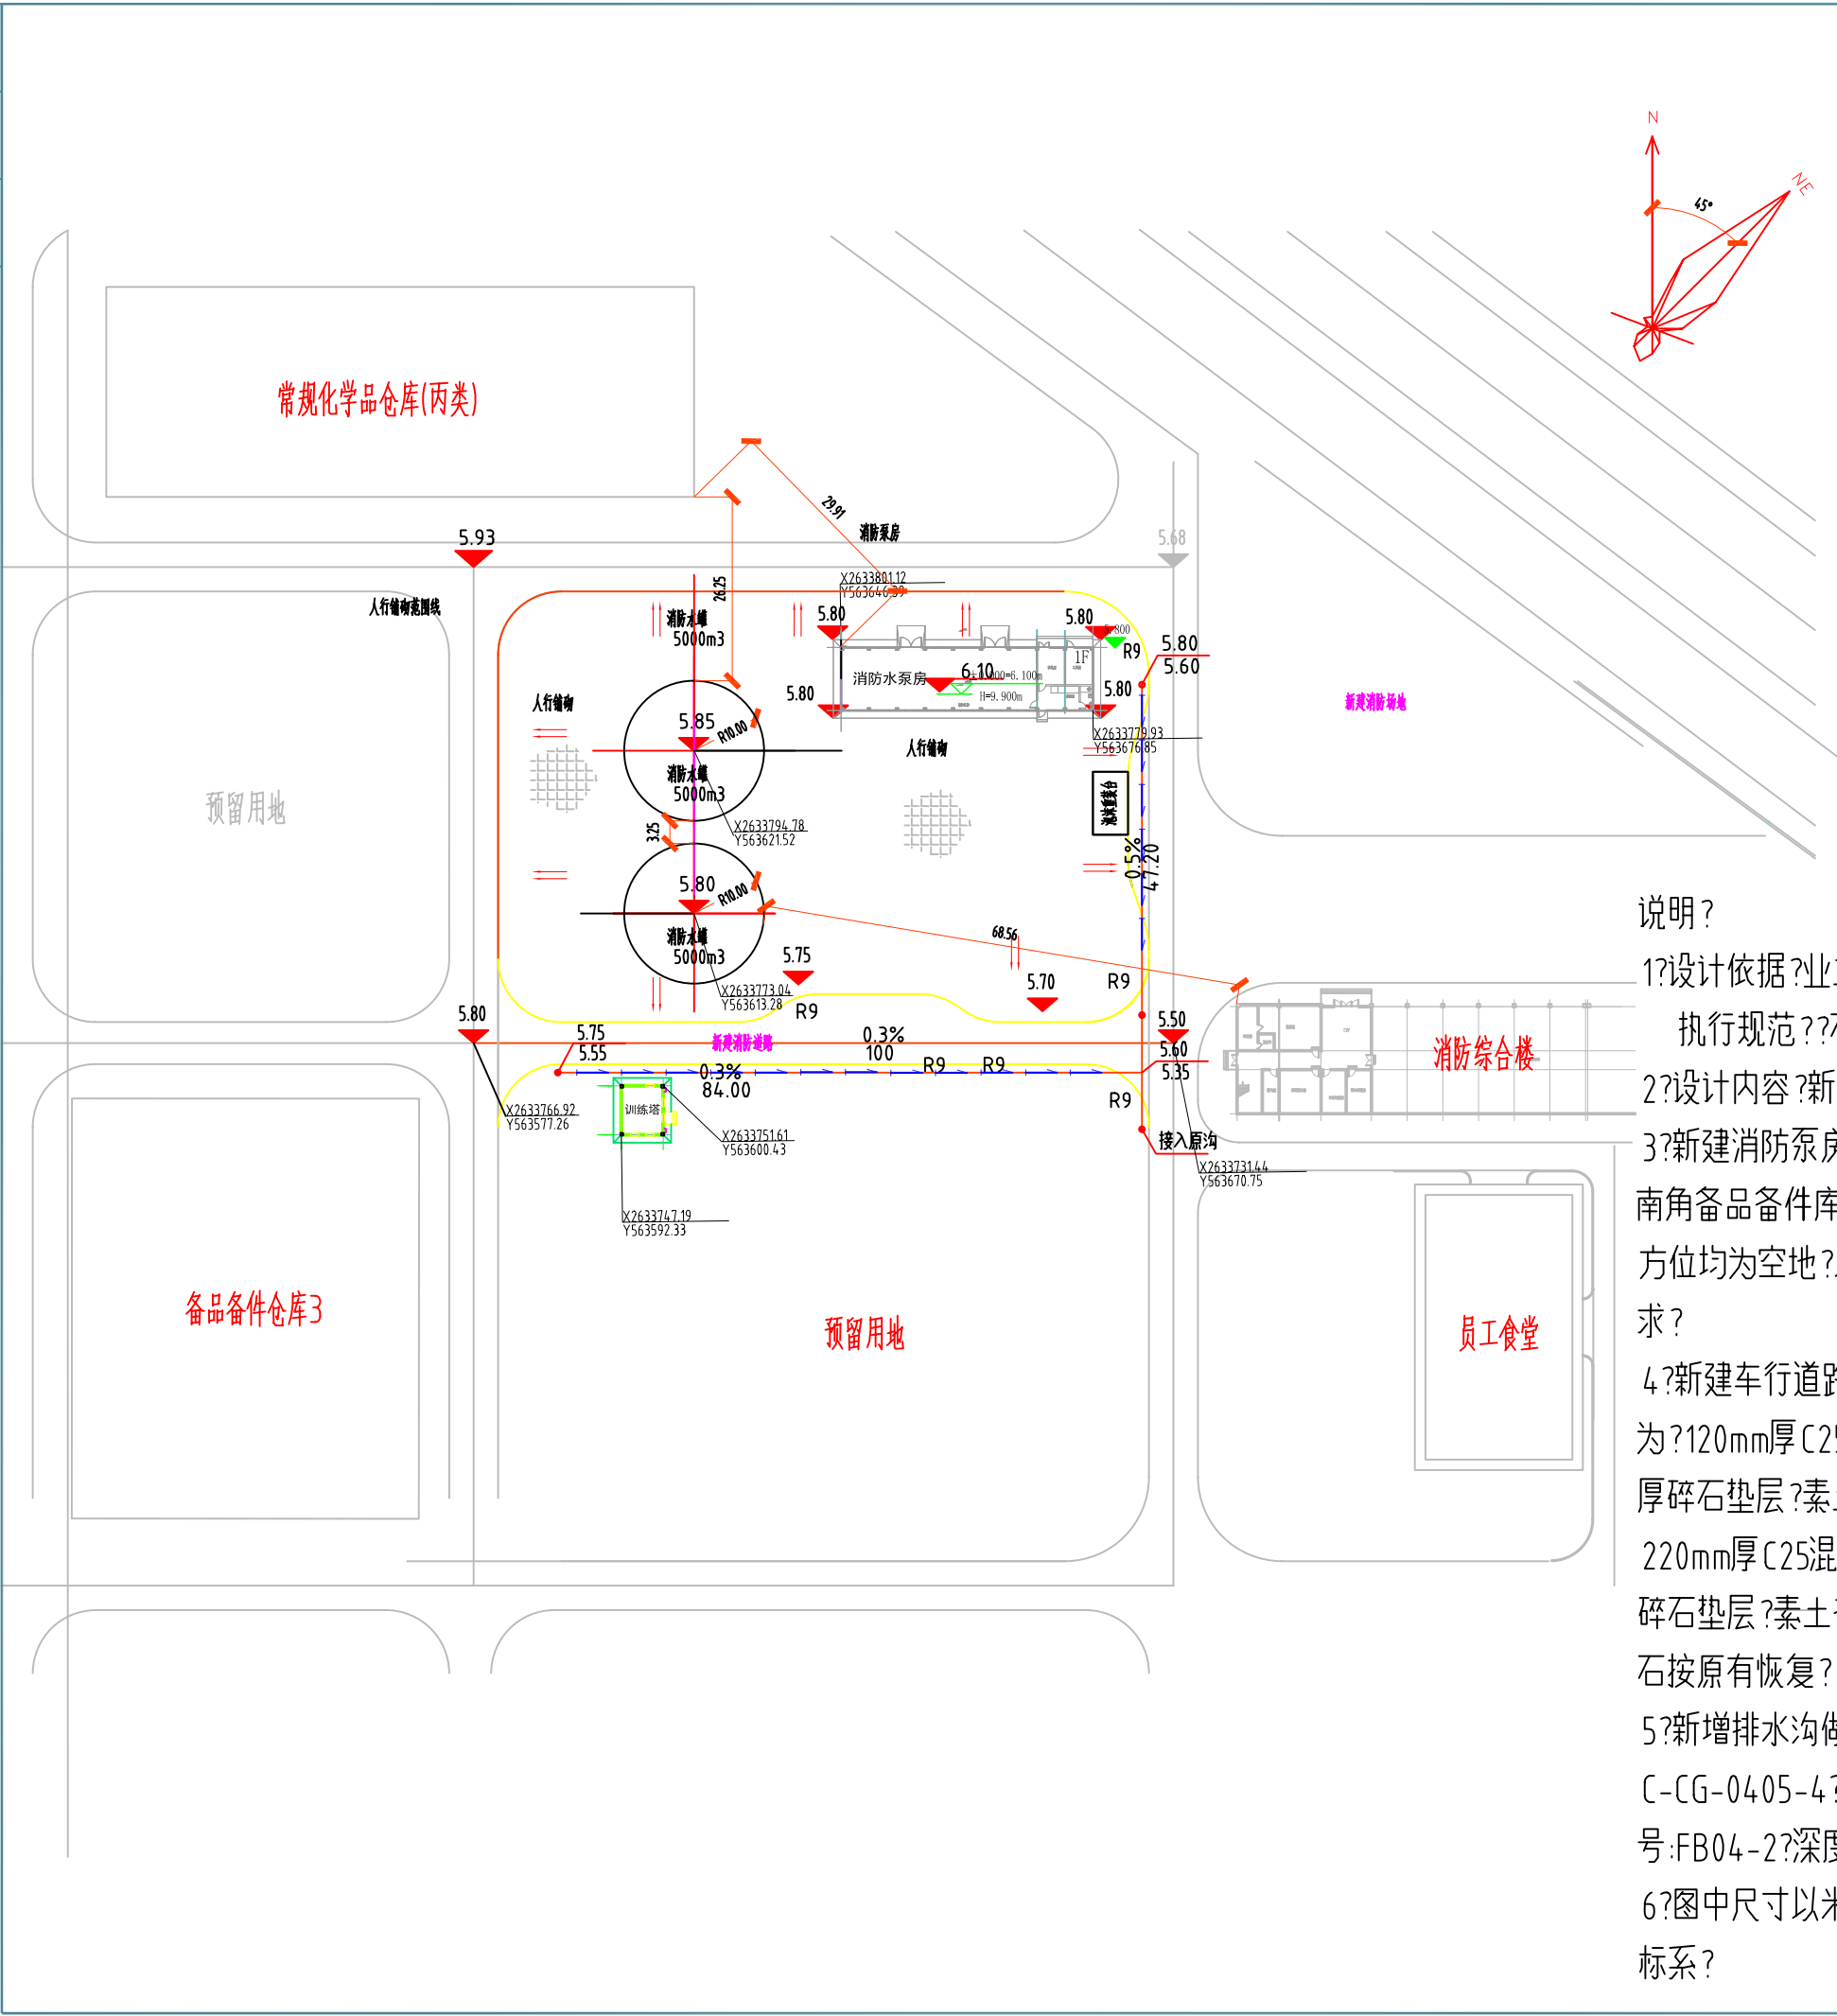 N
NE
45°
常规化学品仓库(丙类)
29.91
消防泵房
5.93
5.68
26.25
X2633801.12
Y563646.39
人行铺砌范围线
消防水罐
5000m3
5.80
5.80
R9
5.80
5.60
1F
消防水泵房
6.10
±0.000=6.100m
H=9.900m
5.80
5.80
人行铺砌
新建消防场地
5.85
R10.00
X2633779.93
Y563676.85
人行铺砌
消防水罐
5000m3
预留用地
X2633794.78
Y563621.52
3.25
0.5%
47.20
5.80
R10.00
说明?
消防水罐
5000m3
68.56
5.75
5.70
R9
1?设计依据?业
X2633773.04
Y563613.28
R9
5.80
5.75
5.55
新建消防道路
0.3%
100
5.50
5.60
5.35
执行规范??
消防综合楼
R9
R9
0.3%
84.00
R9
2?设计内容?新
X2633766.92
Y563577.26
训练塔
X2633751.61
Y563600.43
接入原沟
3?新建消防泵房
X2633731.44
Y563670.75
X2633747.19
Y563592.33
南角备品备件库
方位均为空地?
备品备件仓库3
预留用地
员工食堂
求?
4?新建车行道路
为?120mm厚C25
厚碎石垫层?素
220mm厚C25混
碎石垫层?素土
石按原有恢复?
5?新增排水沟做
C-CG-0405-4?
号:FB04-2?深度
6?图中尺寸以米
标系?